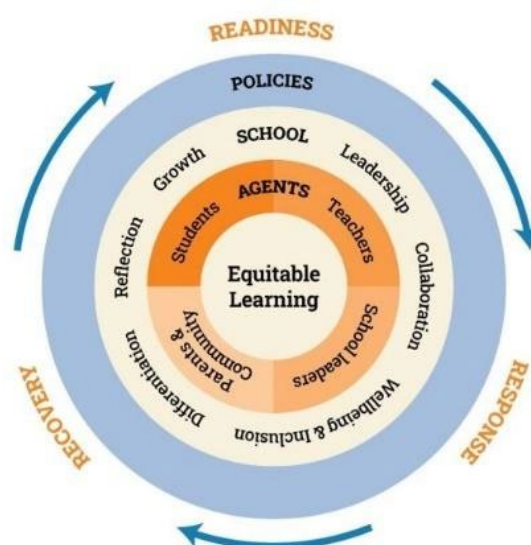 READINESS
POLICIES
SCHOOL
Growth
Leadership
Reflection
Collaboration
Differentiation
Wellbeing & Inclusion
AGENTS
Students
Teachers
Parents &
Community
School leaders
Equitable
Learning
RECOVERY
RESPONSE